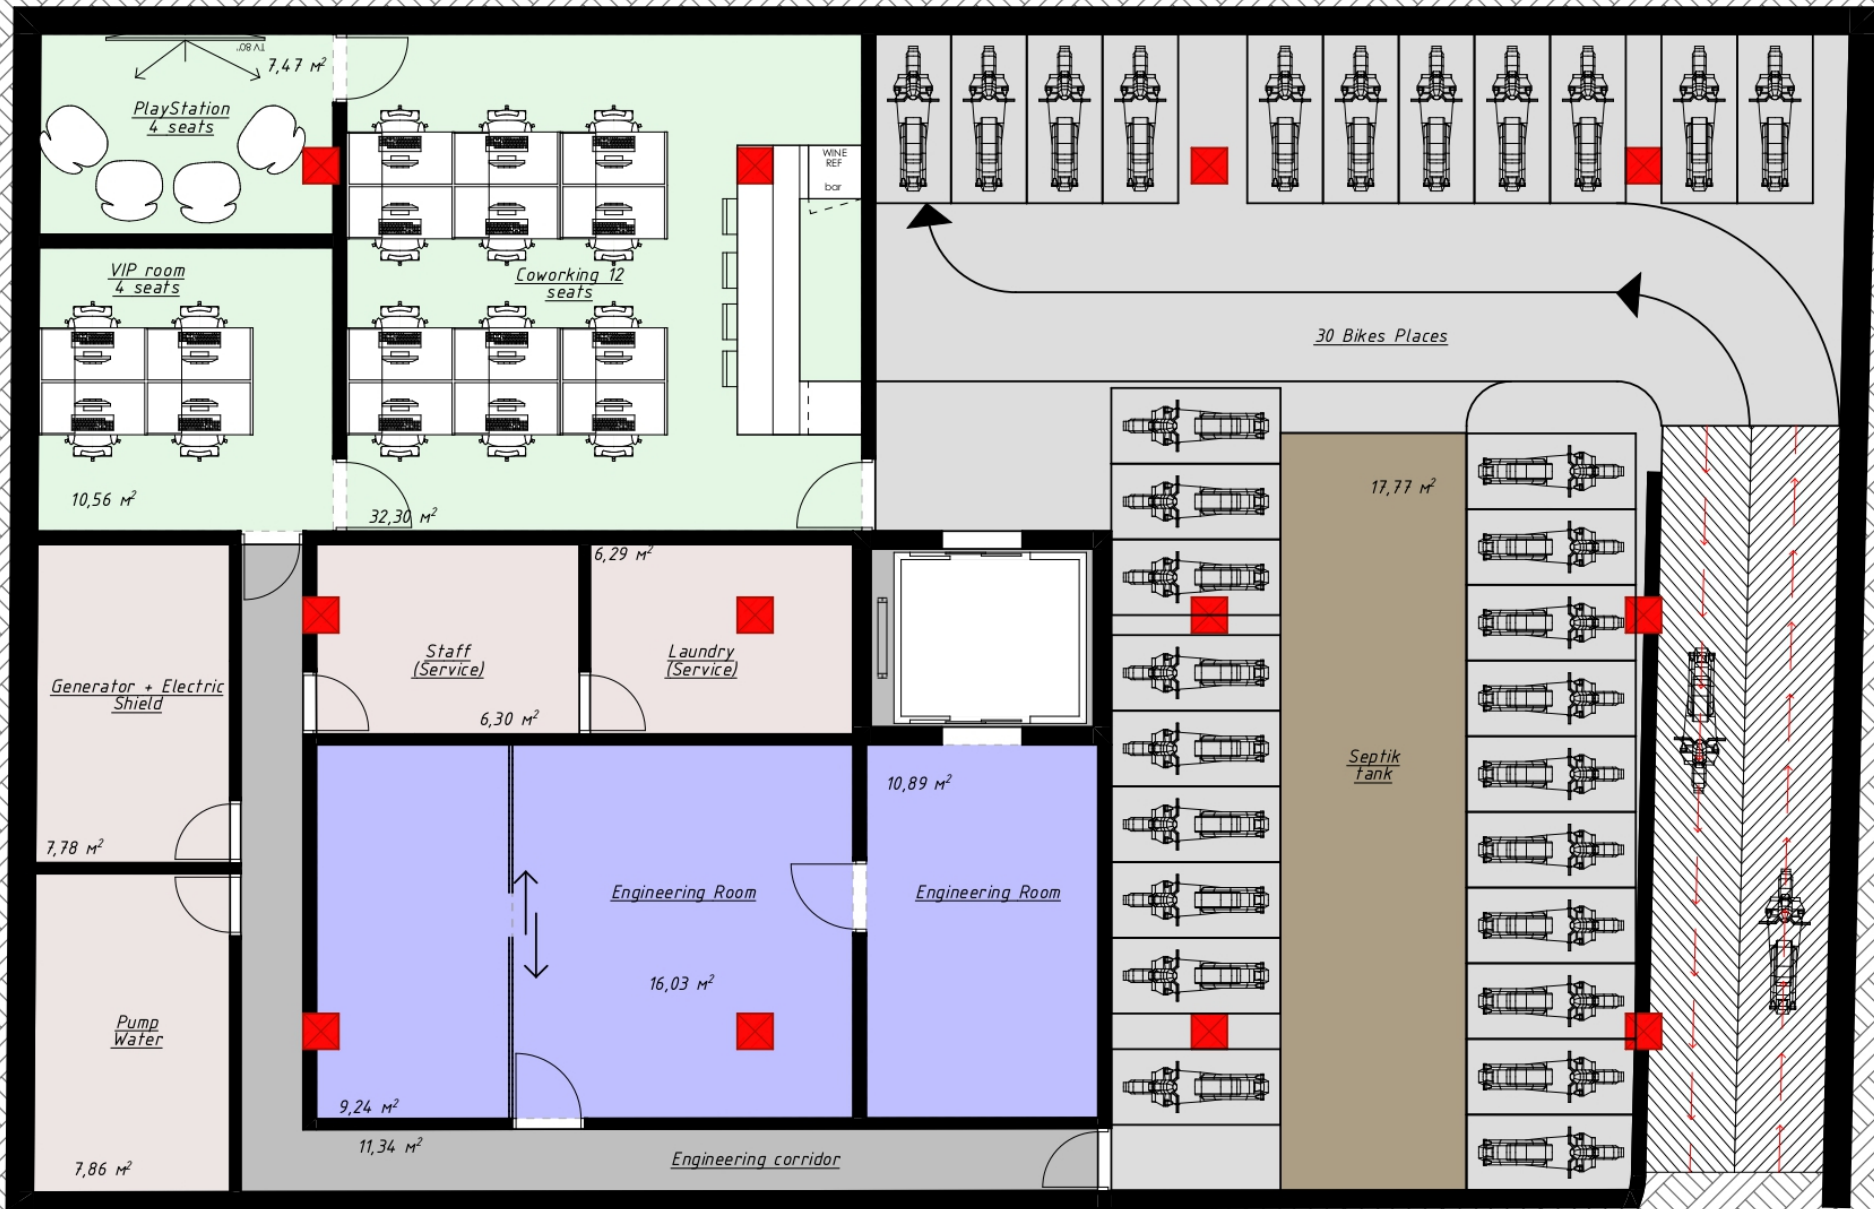 TV 80"
7,47 м²
PlayStation
4 seats
WINE
REF
bar
VIP room
4 seats
Coworking 12
seats
30 Bikes Places
10,56 м²
32,30 м²
17,77 м²
6,29 м²
Staff
(Service)
Laundry
(Service)
Generator + Electric
Shield
6,30 м²
Septik
tank
10,89 м²
7,78 м²
Engineering Room
Engineering Room
16,03 м²
Pump
Water
9,24 м²
11,34 м²
Engineering corridor
7,86 м²